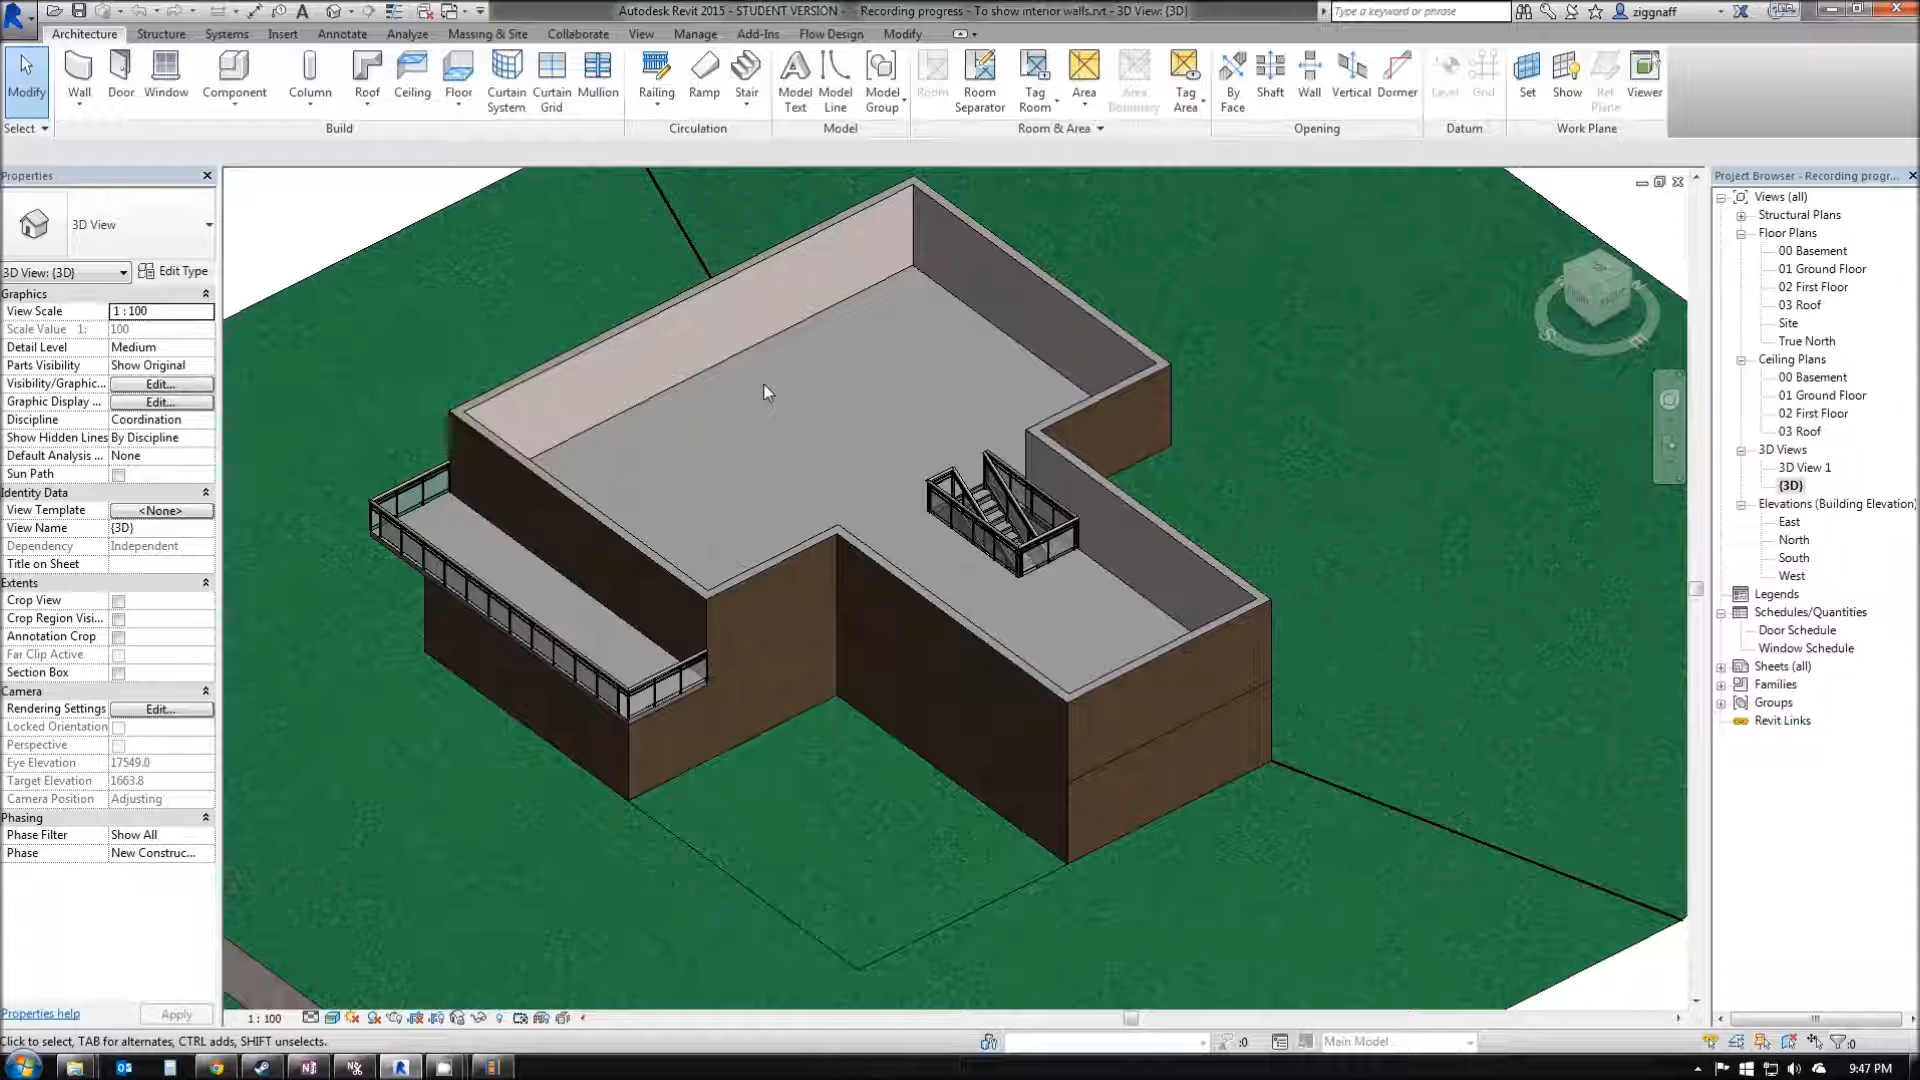 Autodesk Revit 2015 - STUDENT VERSION - Recording progress - To show interior walls.rvt - 3D View: {3D}
Type a keyword or phrase
ziggnaff
Architecture Structure Systems Insert Annotate Analyze Massing & Site Collaborate View Manage Add-Ins Flow Design Modify
Modify
Wall
Door
Window
Component
Column
Roof
Ceiling
Floor
Curtain System
Curtain Grid
Mullion
Railing
Ramp
Stair
Model Text
Model Line
Model Group
Room
Room Separator
Tag Room
Area
Area Boundary
Tag Area
By Face
Shaft
Wall
Vertical
Dormer
Level
Grid
Set
Show
Ref Plane
Viewer
Select
Build
Circulation
Model
Room & Area
Opening
Datum
Work Plane
Properties
3D View
3D View: {3D}
Edit Type
Graphics
View Scale 1 : 100
Scale Value 1: 100
Detail Level Medium
Parts Visibility Show Original
Visibility/Graphic... Edit...
Graphic Display ... Edit...
Discipline Coordination
Show Hidden Lines By Discipline
Default Analysis ... None
Sun Path
Identity Data
View Template <None>
View Name {3D}
Dependency Independent
Title on Sheet
Extents
Crop View
Crop Region Visi...
Annotation Crop
Far Clip Active
Section Box
Camera
Rendering Settings Edit...
Locked Orientation
Perspective
Eye Elevation 17549.0
Target Elevation 1663.8
Camera Position Adjusting
Phasing
Phase Filter Show All
Phase New Construc...
Properties help
Apply
Project Browser - Recording progr...
Views (all)
Structural Plans
Floor Plans
00 Basement
01 Ground Floor
02 First Floor
03 Roof
Site
True North
Ceiling Plans
00 Basement
01 Ground Floor
02 First Floor
03 Roof
3D Views
3D View 1
{3D}
Elevations (Building Elevation)
East
North
South
West
Legends
Schedules/Quantities
Door Schedule
Window Schedule
Sheets (all)
Families
Groups
Revit Links
1 : 100
Click to select, TAB for alternates, CTRL adds, SHIFT unselects.
:0
Main Model
:0
9:47 PM